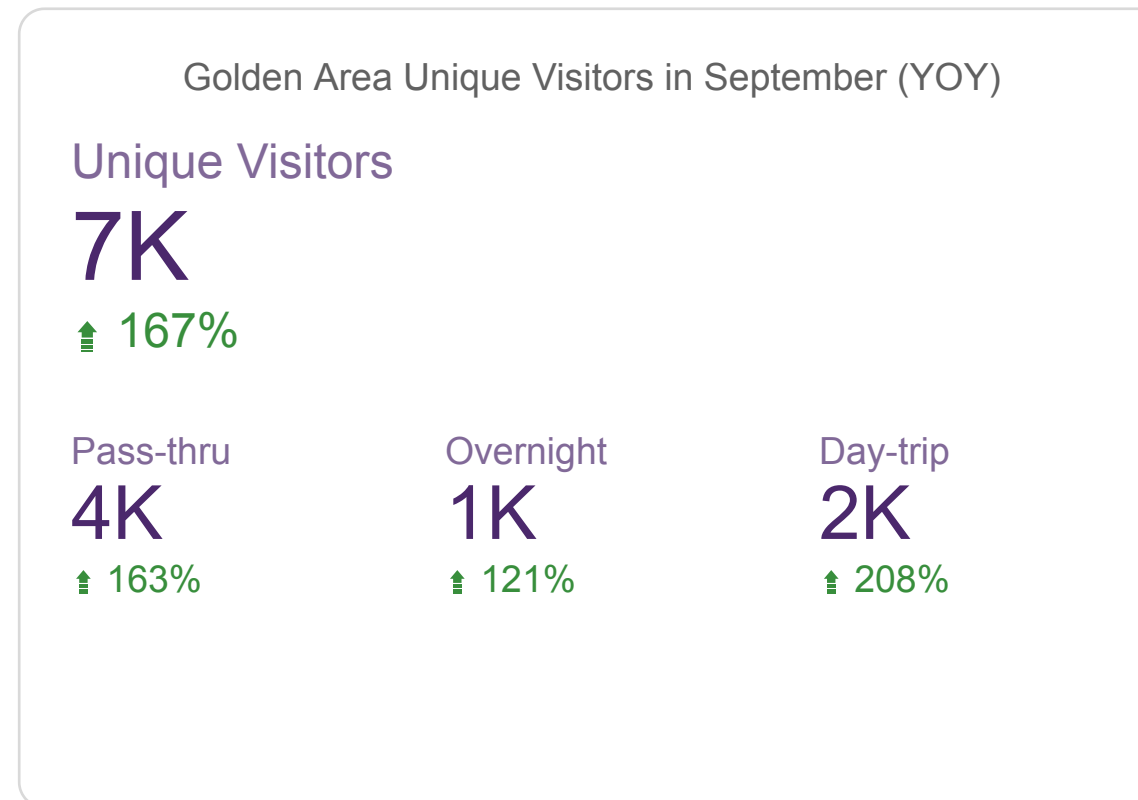 Golden Area Unique Visitors in September (YOY)
Unique Visitors
7K
167%
Pass-thru Overnight Day-trip
4K 1K 2K
163% 121% 208%